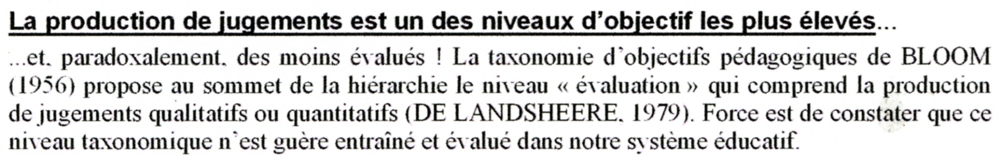 La production de jugements est un des niveaux d'objectif les plus élevés...
...et, paradoxalement, des moins évalués ! La taxonomie d'objectifs pédagogiques de BLOOM
(1956) propose au sommet de la hiérarchie le niveau « évaluation » qui comprend la production
de jugements qualitatifs ou quantitatifs (DE LANDSHEERE, 1979). Force est de constater que ce
niveau taxonomique n'est guère entraîné et évalué dans notre système éducatif.